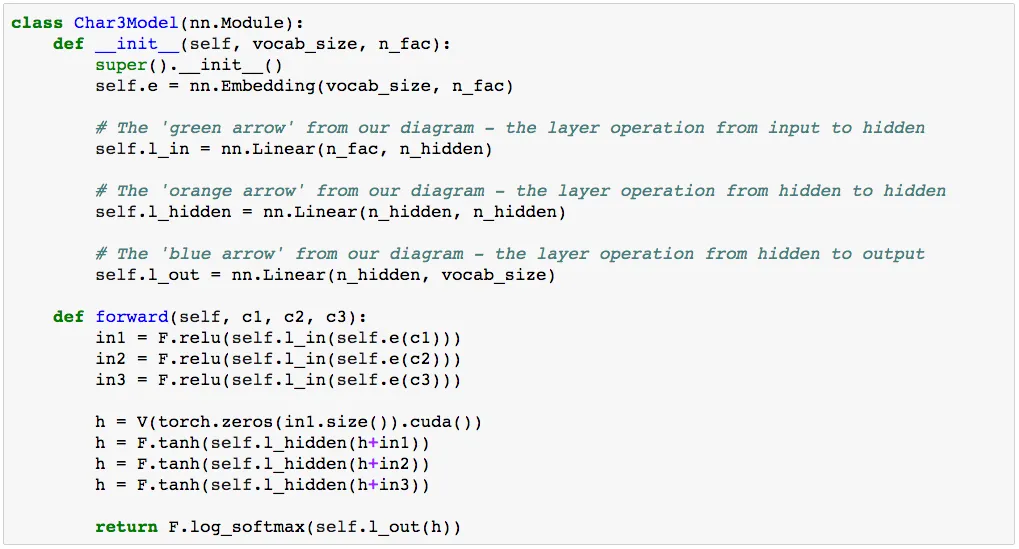 class Char3Model(nn.Module):
    def __init__(self, vocab_size, n_fac):
        super().__init__()
        self.e = nn.Embedding(vocab_size, n_fac)

        # The 'green arrow' from our diagram - the layer operation from input to hidden
        self.l_in = nn.Linear(n_fac, n_hidden)

        # The 'orange arrow' from our diagram - the layer operation from hidden to hidden
        self.l_hidden = nn.Linear(n_hidden, n_hidden)

        # The 'blue arrow' from our diagram - the layer operation from hidden to output
        self.l_out = nn.Linear(n_hidden, vocab_size)

    def forward(self, c1, c2, c3):
        in1 = F.relu(self.l_in(self.e(c1)))
        in2 = F.relu(self.l_in(self.e(c2)))
        in3 = F.relu(self.l_in(self.e(c3)))

        h = V(torch.zeros(in1.size()).cuda())
        h = F.tanh(self.l_hidden(h+in1))
        h = F.tanh(self.l_hidden(h+in2))
        h = F.tanh(self.l_hidden(h+in3))

        return F.log_softmax(self.l_out(h))